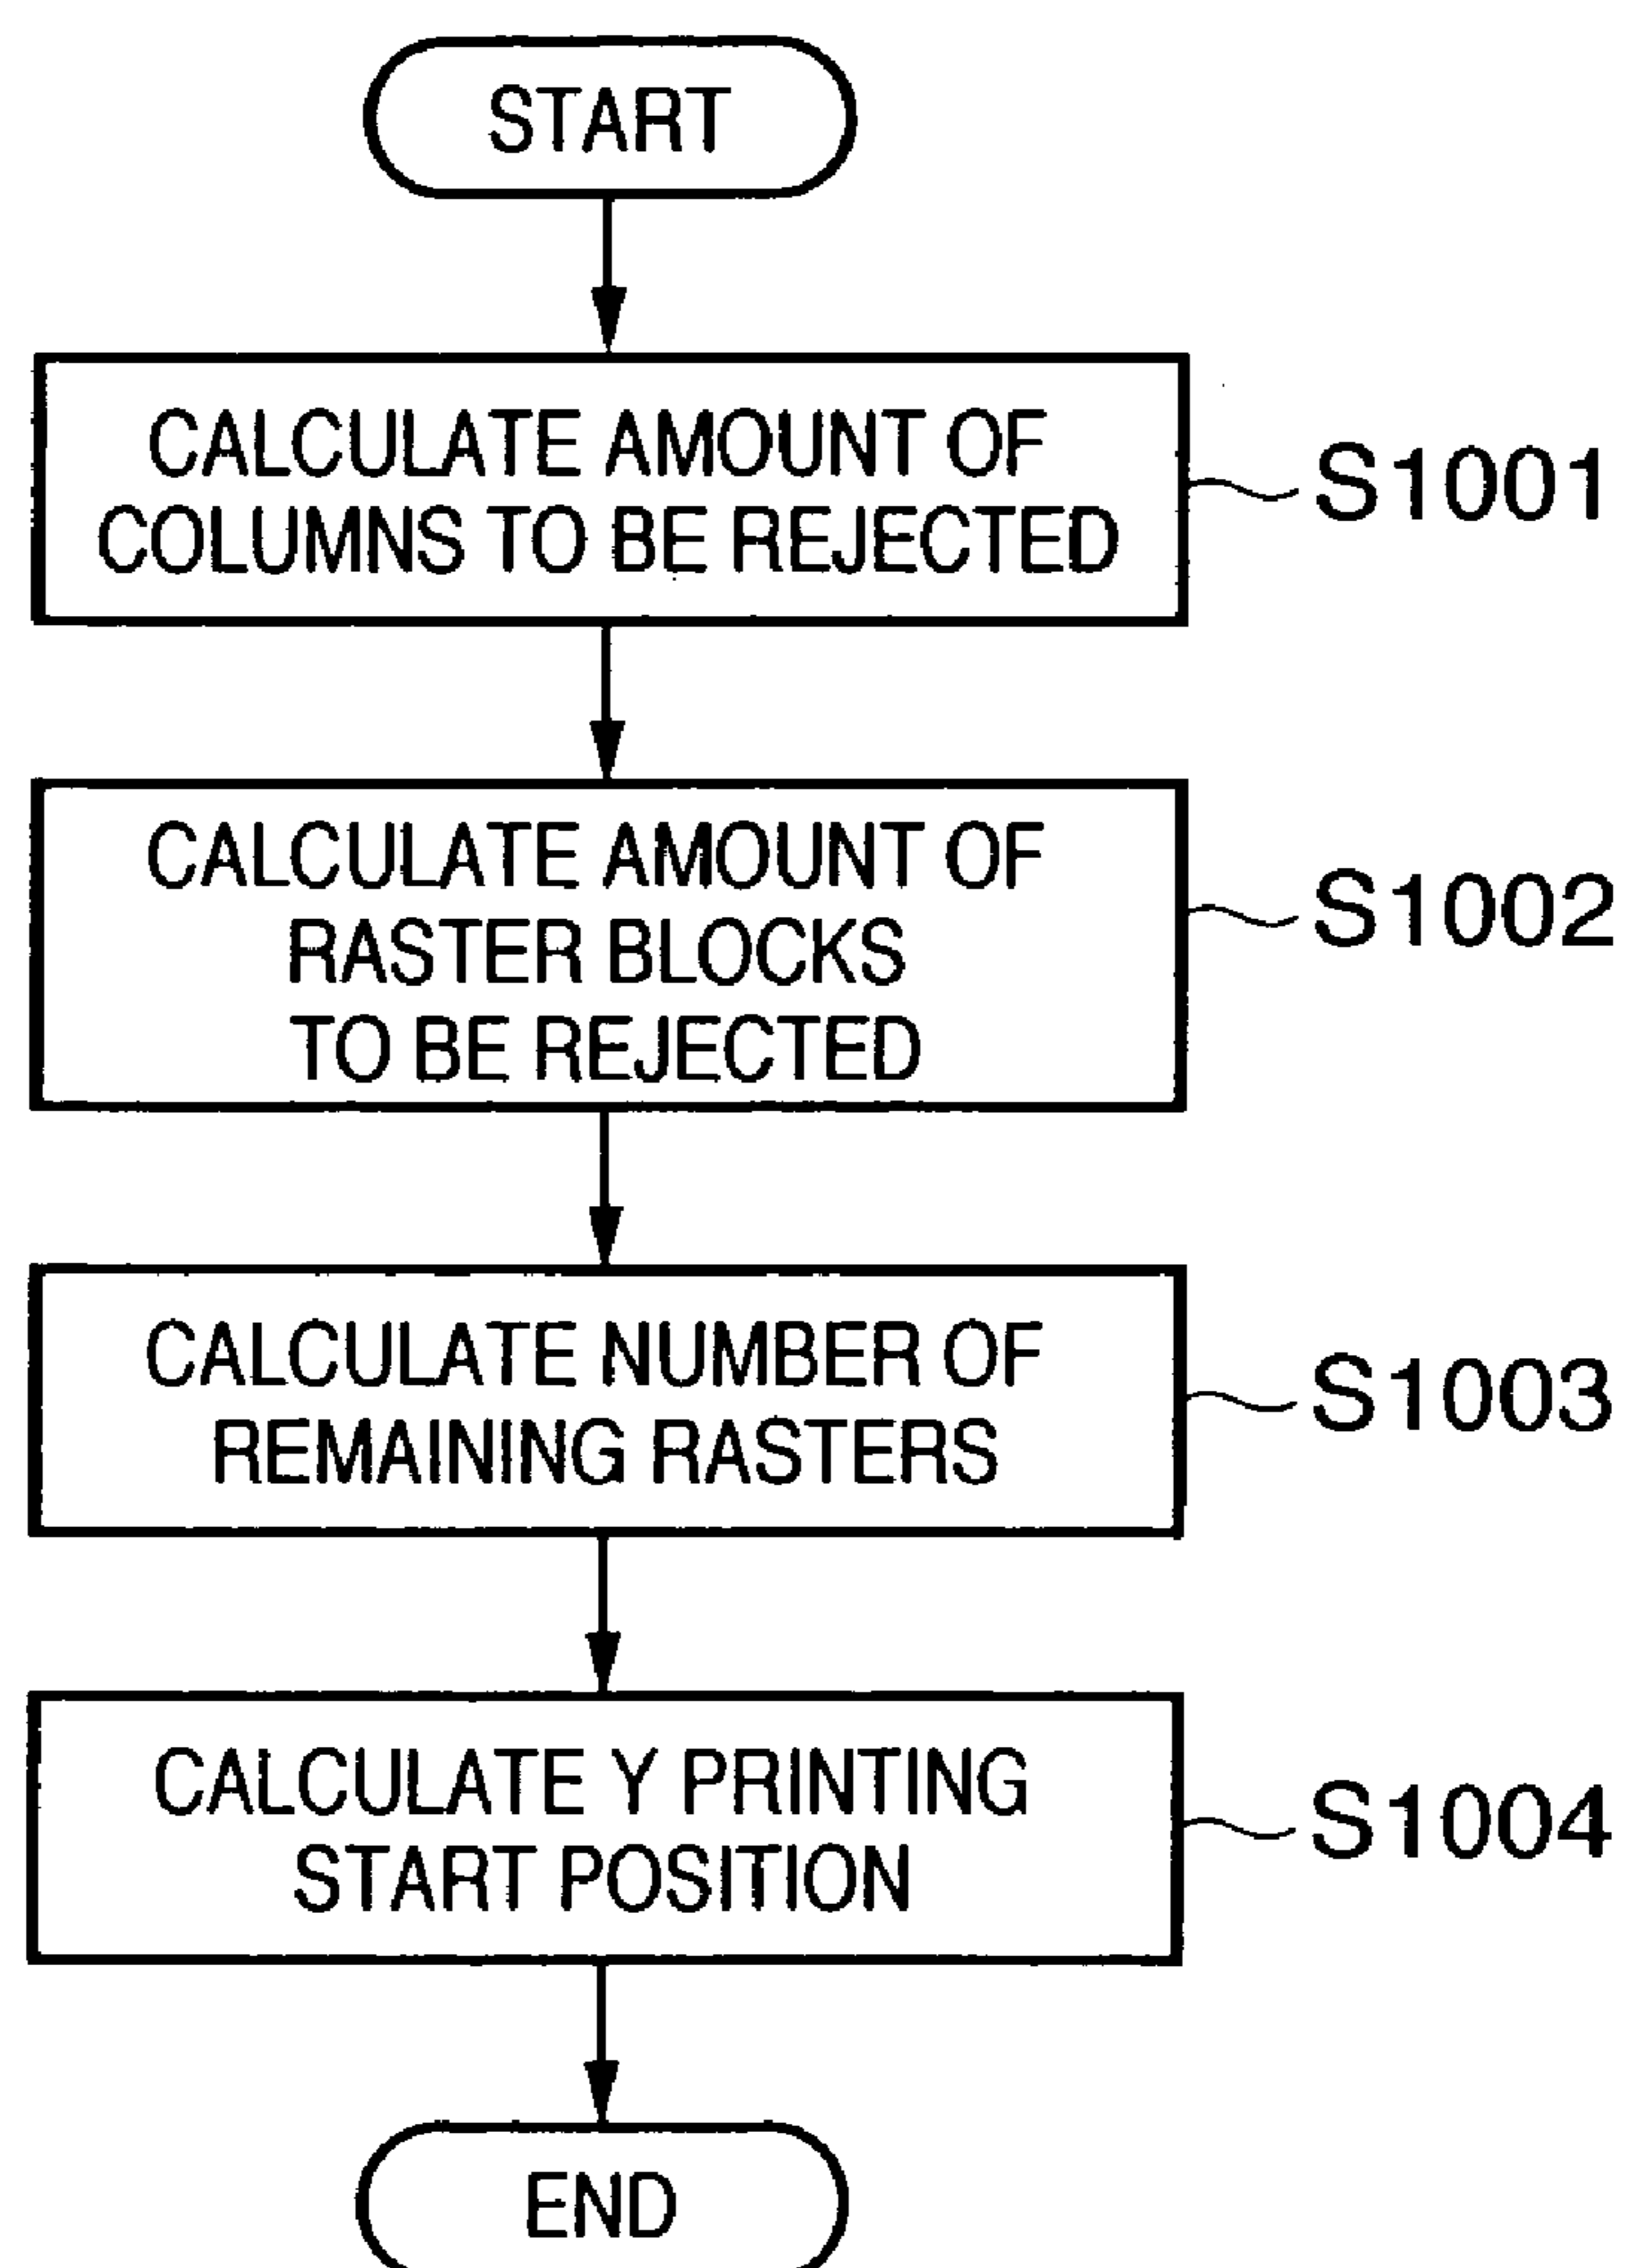 START
CALCULATE AMOUNT OF
COLUMNS TO BE REJECTED
S1001
CALCULATE AMOUNT OF
RASTER BLOCKS
TO BE REJECTED
S1002
CALCULATE NUMBER OF
REMAINING RASTERS
S1003
CALCULATE Y PRINTING
START POSITION
S1004
END